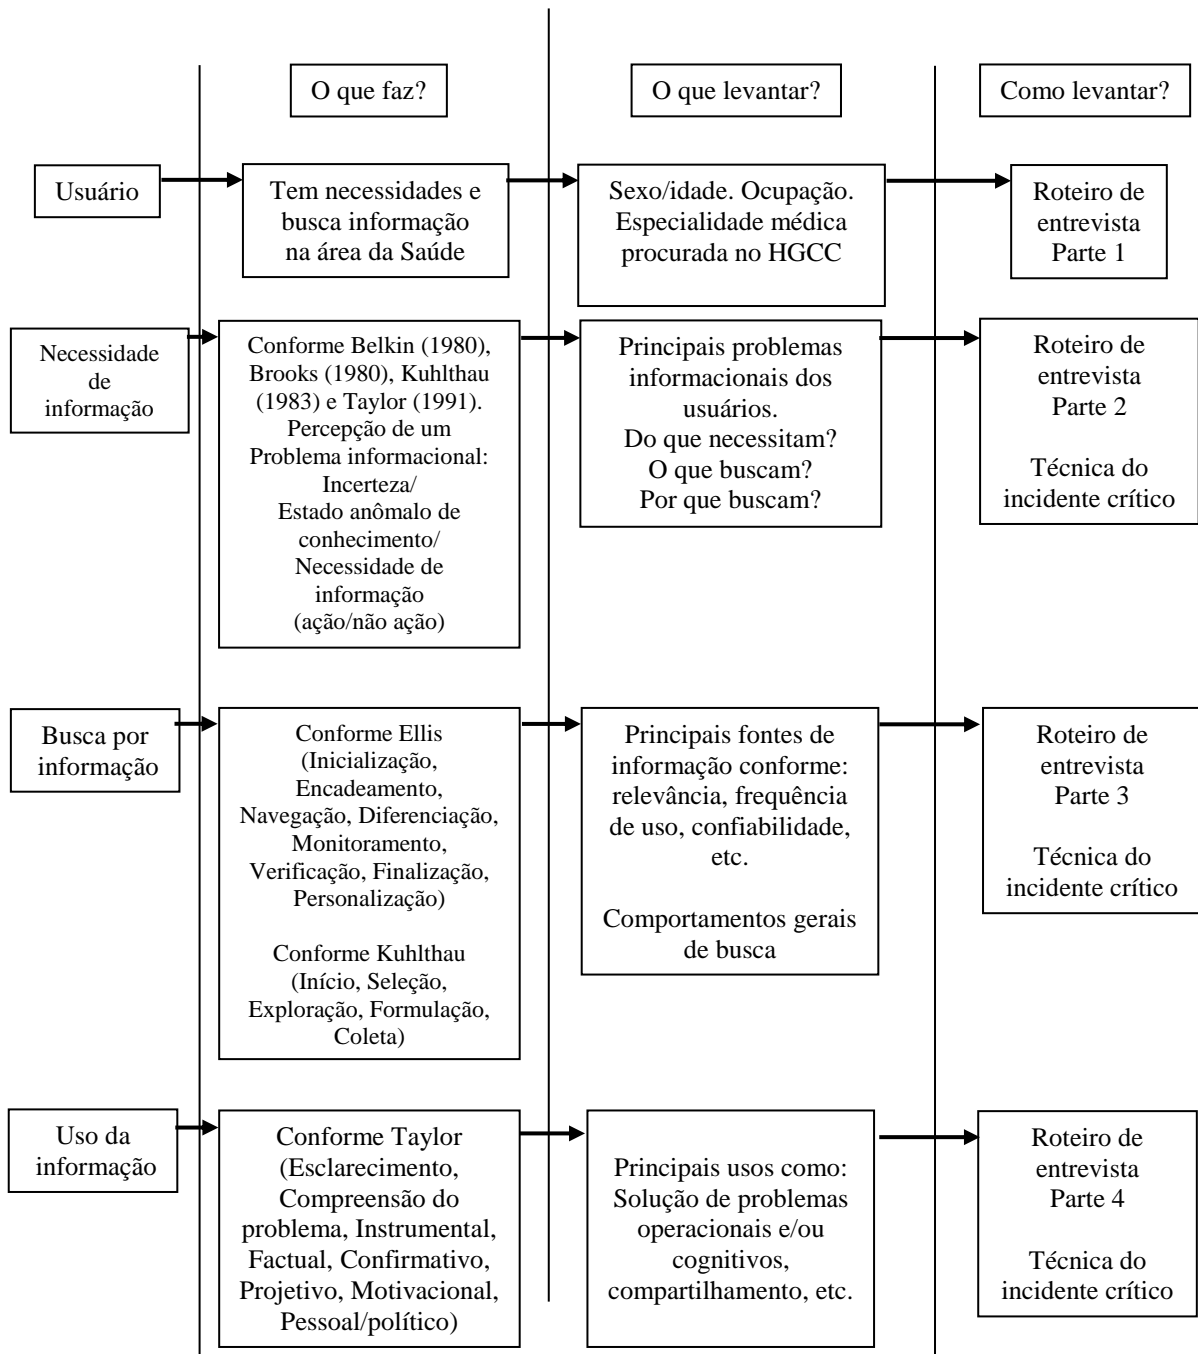 O que faz?
O que levantar?
Como levantar?
Usuário
Tem necessidades e
busca informação
na área da Saúde
Sexo/idade. Ocupação.
Especialidade médica
procurada no HGCC
Roteiro de
entrevista
Parte 1
Necessidade
de
informação
Conforme Belkin (1980),
Brooks (1980), Kuhlthau
(1983) e Taylor (1991).
Percepção de um
Problema informacional:
Incerteza/
Estado anômalo de
conhecimento/
Necessidade de
informação
(ação/não ação)
Principais problemas
informacionais dos
usuários.
Do que necessitam?
O que buscam?
Por que buscam?
Roteiro de
entrevista
Parte 2
Técnica do
incidente crítico
Busca por
informação
Conforme Ellis
(Inicialização,
Encadeamento,
Navegação, Diferenciação,
Monitoramento,
Verificação, Finalização,
Personalização)
Conforme Kuhlthau
(Início, Seleção,
Exploração, Formulação,
Coleta)
Principais fontes de
informação conforme:
relevância, frequência
de uso, confiabilidade,
etc.
Comportamentos gerais
de busca
Roteiro de
entrevista
Parte 3
Técnica do
incidente crítico
Uso da
informação
Conforme Taylor
(Esclarecimento,
Compreensão do
problema, Instrumental,
Factual, Confirmativo,
Projetivo, Motivacional,
Pessoal/político)
Principais usos como:
Solução de problemas
operacionais e/ou
cognitivos,
compartilhamento, etc.
Roteiro de
entrevista
Parte 4
Técnica do
incidente crítico